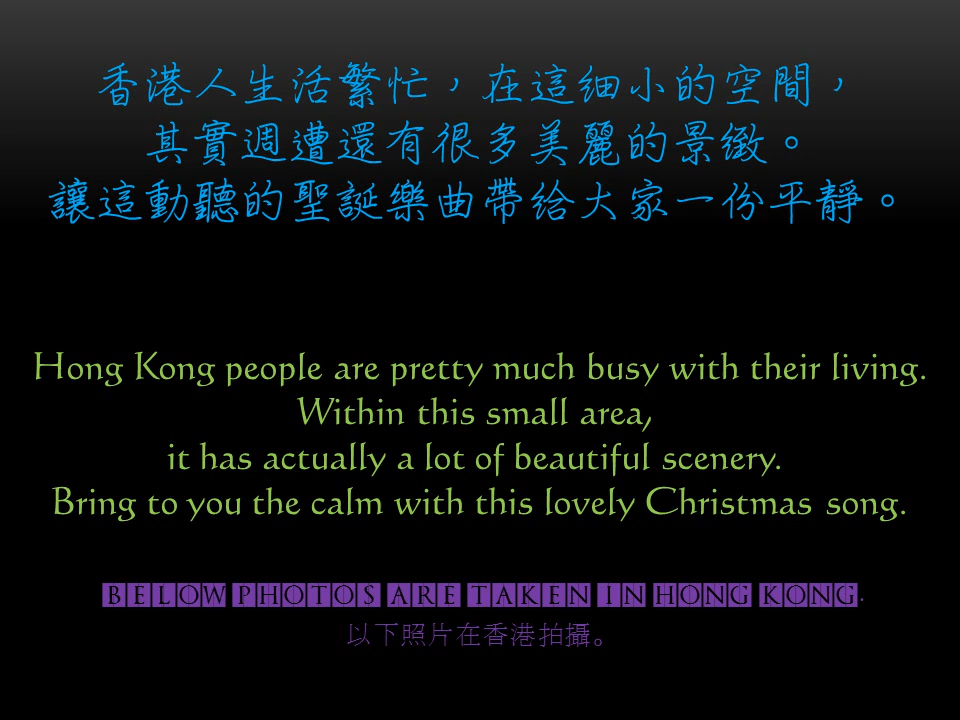 香港人生活繁忙，在這細小的空間，
其實週遭還有很多美麗的景緻。
讓這動聽的聖誕樂曲帶給大家一份平靜。
Hong Kong people are pretty much busy with their living.
Within this small area,
it has actually a lot of beautiful scenery.
Bring to you the calm with this lovely Christmas song.
BELOW PHOTOS ARE TAKEN IN HONG KONG.
以下照片在香港拍攝。